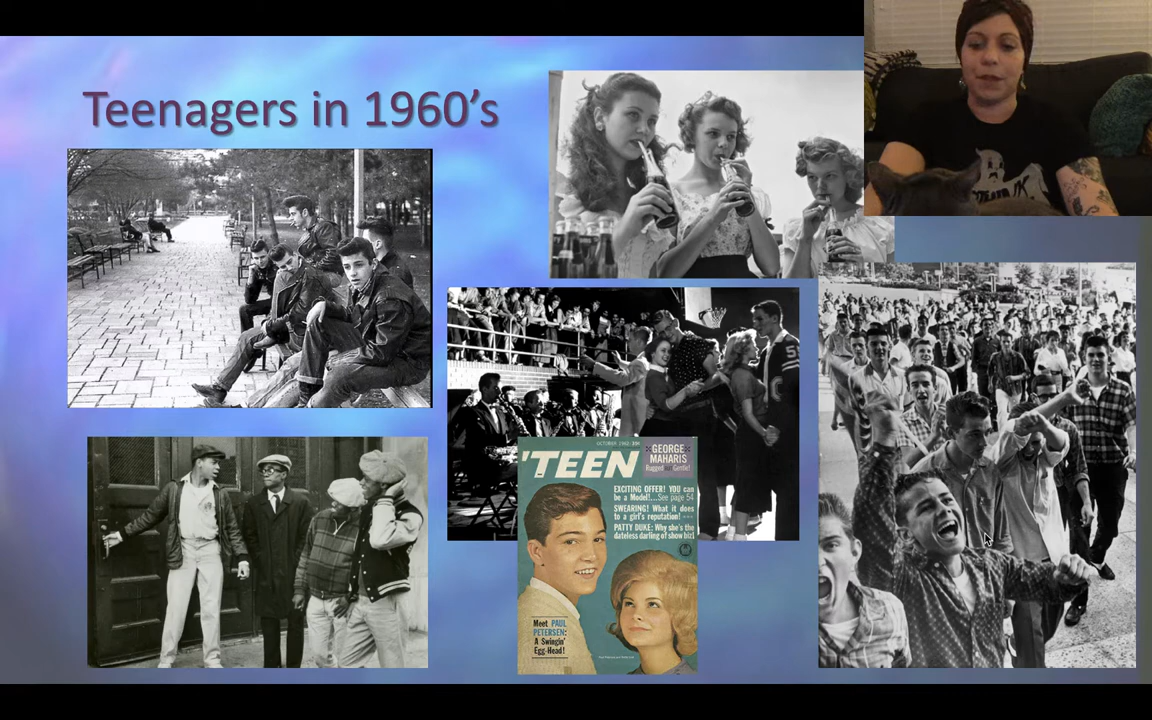 Teenagers in 1960's
OCTOBER 1962 35¢
'TEEN
GEORGE
MAHARIS
Rugged Gentle!
EXCITING OFFER! YOU can
be a Model!...See page 54
SWEARING! What it does
to a girl's reputation!
PATTY DUKE: Why she's the
dateless darling of show biz!
Meet PAUL
PETERSEN:
A Swingin'
Egg-Head!